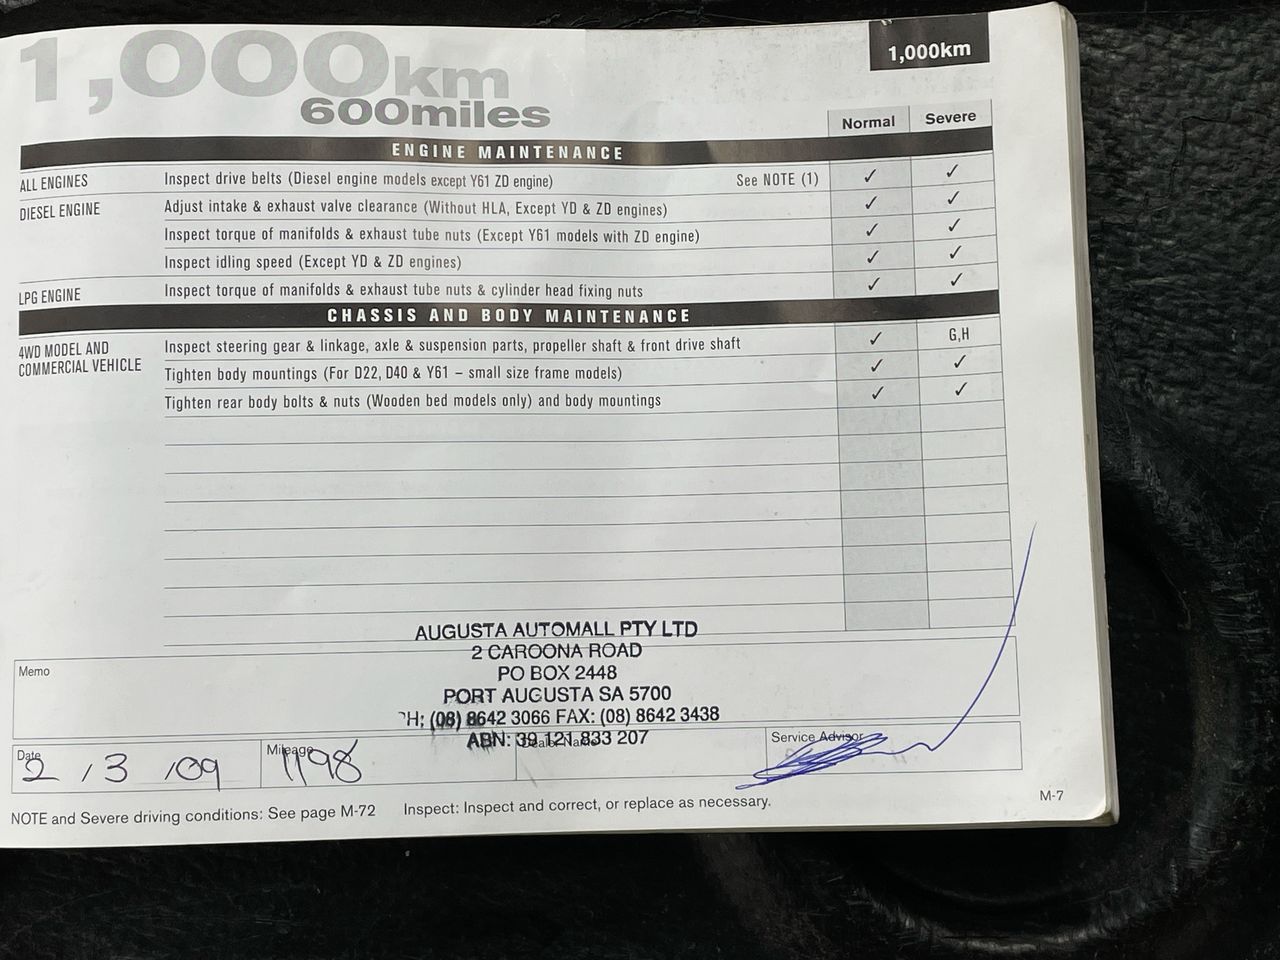 1,000km
600miles
1,000km
Normal Severe
ENGINE MAINTENANCE
ALL ENGINES Inspect drive belts (Diesel engine models except Y61 ZD engine) See NOTE (1) ✓ ✓
DIESEL ENGINE Adjust intake & exhaust valve clearance (Without HLA, Except YD & ZD engines) ✓ ✓
Inspect torque of manifolds & exhaust tube nuts (Except Y61 models with ZD engine) ✓ ✓
Inspect idling speed (Except YD & ZD engines) ✓ ✓
LPG ENGINE Inspect torque of manifolds & exhaust tube nuts & cylinder head fixing nuts ✓ ✓
CHASSIS AND BODY MAINTENANCE
4WD MODEL AND
COMMERCIAL VEHICLE
Inspect steering gear & linkage, axle & suspension parts, propeller shaft & front drive shaft ✓ G,H
Tighten body mountings (For D22, D40 & Y61 – small size frame models) ✓ ✓
Tighten rear body bolts & nuts (Wooden bed models only) and body mountings ✓ ✓
AUGUSTA AUTOMALL PTY LTD
2 CAROONA ROAD
PO BOX 2448
PORT AUGUSTA SA 5700
PH: (08) 8642 3066 FAX: (08) 8642 3438
ABN: 39 121 833 207
Memo
Date 2 / 3 / 09
Mileage 1198
Dealer Name
Service Advisor
NOTE and Severe driving conditions: See page M-72 Inspect: Inspect and correct, or replace as necessary.
M-7